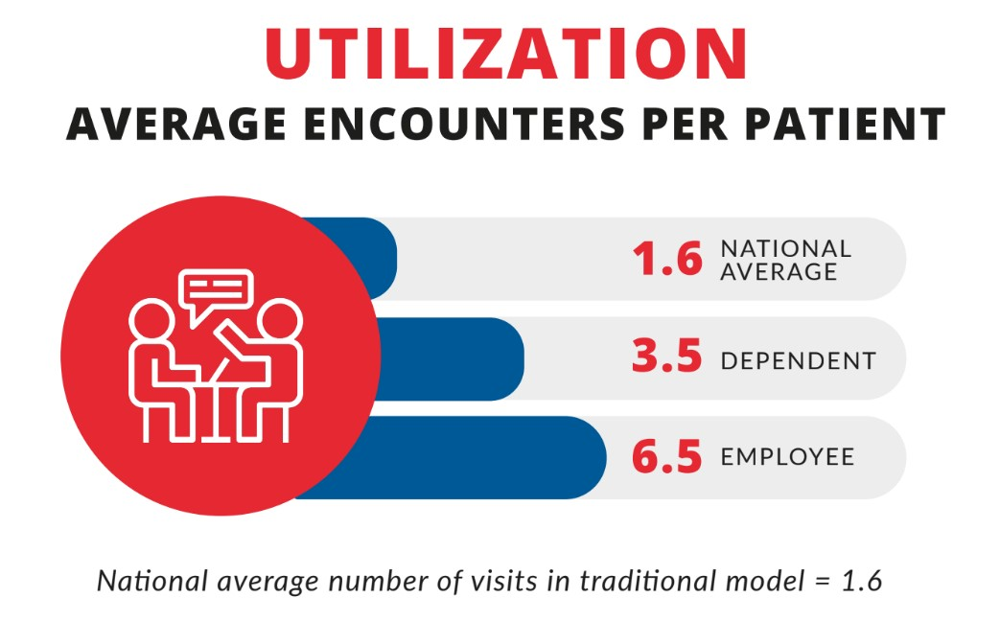 UTILIZATION
AVERAGE ENCOUNTERS PER PATIENT
1.6 NATIONAL
AVERAGE
3.5 DEPENDENT
6.5 EMPLOYEE
National average number of visits in traditional model = 1.6